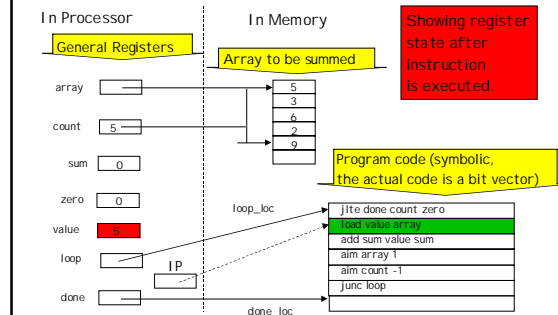 In Processor
In Memory
Showing register
state after
instruction
is executed.
General Registers
Array to be summed
array
5
3
6
2
9
count
5
sum
0
Program code (symbolic,
the actual code is a bit vector)
zero
0
loop_loc
jlte done count zero
value
5
load value array
add sum value sum
loop
aim array 1
IP
aim count -1
junc loop
done
done_loc